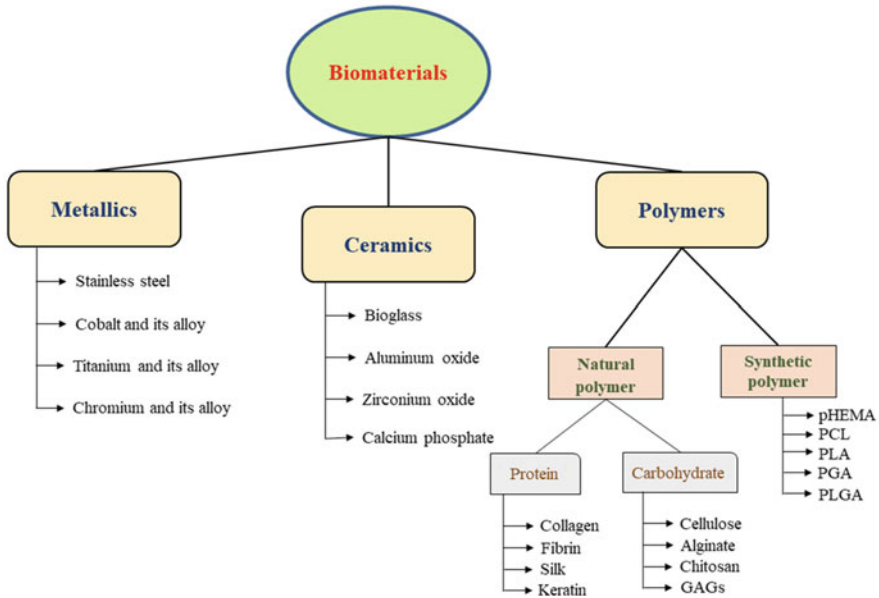 Biomaterials
Metallics
Stainless steel
Cobalt and its alloy
Titanium and its alloy
Chromium and its alloy
Ceramics
Bioglass
Aluminum oxide
Zirconium oxide
Calcium phosphate
Polymers
Natural
polymer
Protein
Collagen
Fibrin
Silk
Keratin
Carbohydrate
Cellulose
Alginate
Chitosan
GAGs
Synthetic
polymer
pHEMA
PCL
PLA
PGA
PLGA